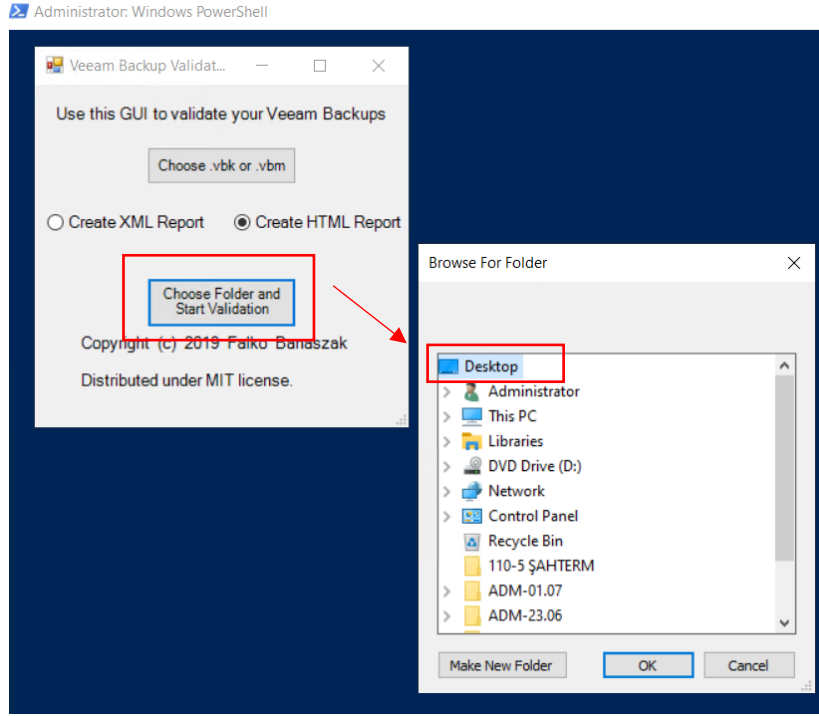 Administrator: Windows PowerShell
Veeam Backup Validat...
Use this GUI to validate your Veeam Backups
Choose .vbk or .vbm
Create XML Report
Create HTML Report
Choose Folder and
Start Validation
Copyright (c) 2019 Falko Banaszak
Distributed under MIT license.
Browse For Folder
Desktop
Administrator
This PC
Libraries
DVD Drive (D:)
Network
Control Panel
Recycle Bin
110-5 ŞAHTERM
ADM-01.07
ADM-23.06
Make New Folder
OK
Cancel